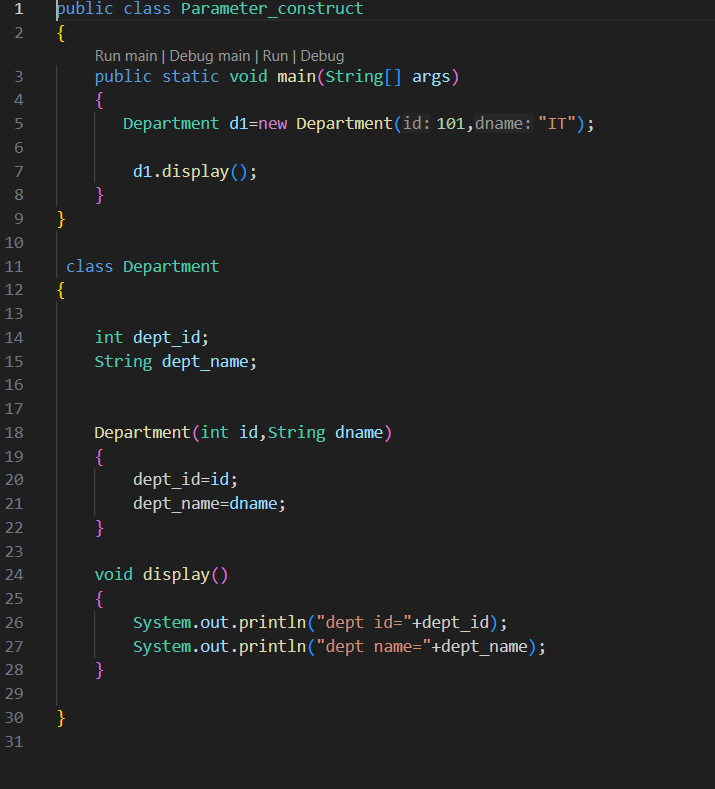 1 public class Parameter_construct
2 {
Run main | Debug main | Run | Debug
3 public static void main(String[] args)
4 {
5 Department d1=new Department(id: 101,dname: "IT");
6
7 d1.display();
8 }
9 }
10
11 class Department
12 {
13
14 int dept_id;
15 String dept_name;
16
17
18 Department(int id,String dname)
19 {
20 dept_id=id;
21 dept_name=dname;
22 }
23
24 void display()
25 {
26 System.out.println("dept id="+dept_id);
27 System.out.println("dept name="+dept_name);
28 }
29
30 }
31